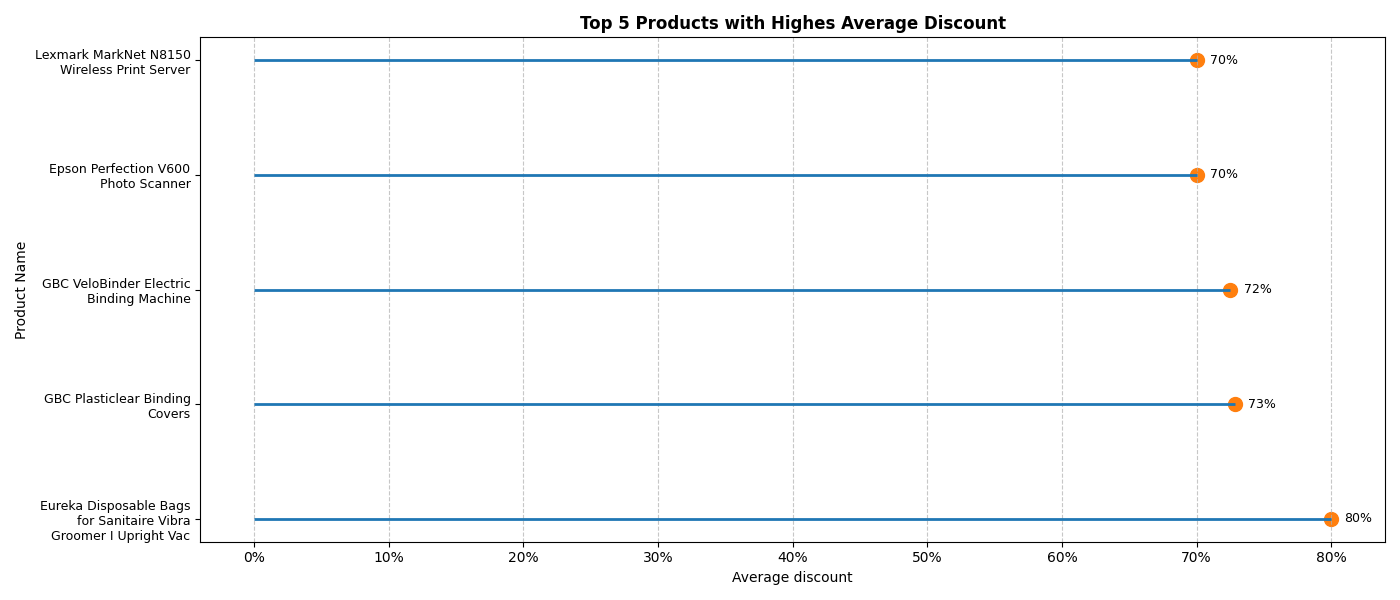 Top 5 Products with Highes Average Discount
Product Name
Lexmark MarkNet N8150
Wireless Print Server
70%
Epson Perfection V600
Photo Scanner
70%
GBC VeloBinder Electric
Binding Machine
72%
GBC Plasticlear Binding
Covers
73%
Eureka Disposable Bags
for Sanitaire Vibra
Groomer I Upright Vac
80%
0% 10% 20% 30% 40% 50% 60% 70% 80%
Average discount